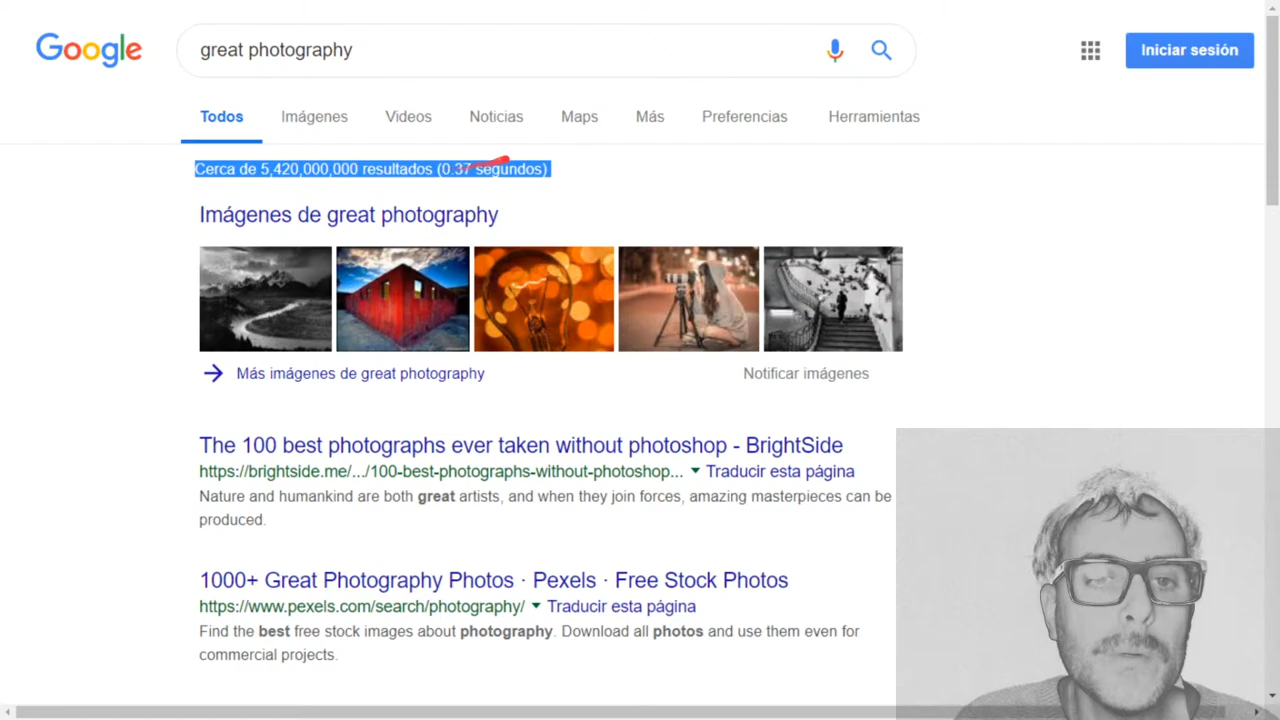 Google
great photography
Iniciar sesión
Todos Imágenes Videos Noticias Maps Más Preferencias Herramientas
Cerca de 5,420,000,000 resultados (0.37 segundos)
Imágenes de great photography
Más imágenes de great photography
Notificar imágenes
The 100 best photographs ever taken without photoshop - BrightSide
https://brightside.me/.../100-best-photographs-without-photoshop... Traducir esta página
Nature and humankind are both great artists, and when they join forces, amazing masterpieces can be
produced.
1000+ Great Photography Photos · Pexels · Free Stock Photos
https://www.pexels.com/search/photography/ Traducir esta página
Find the best free stock images about photography. Download all photos and use them even for
commercial projects.